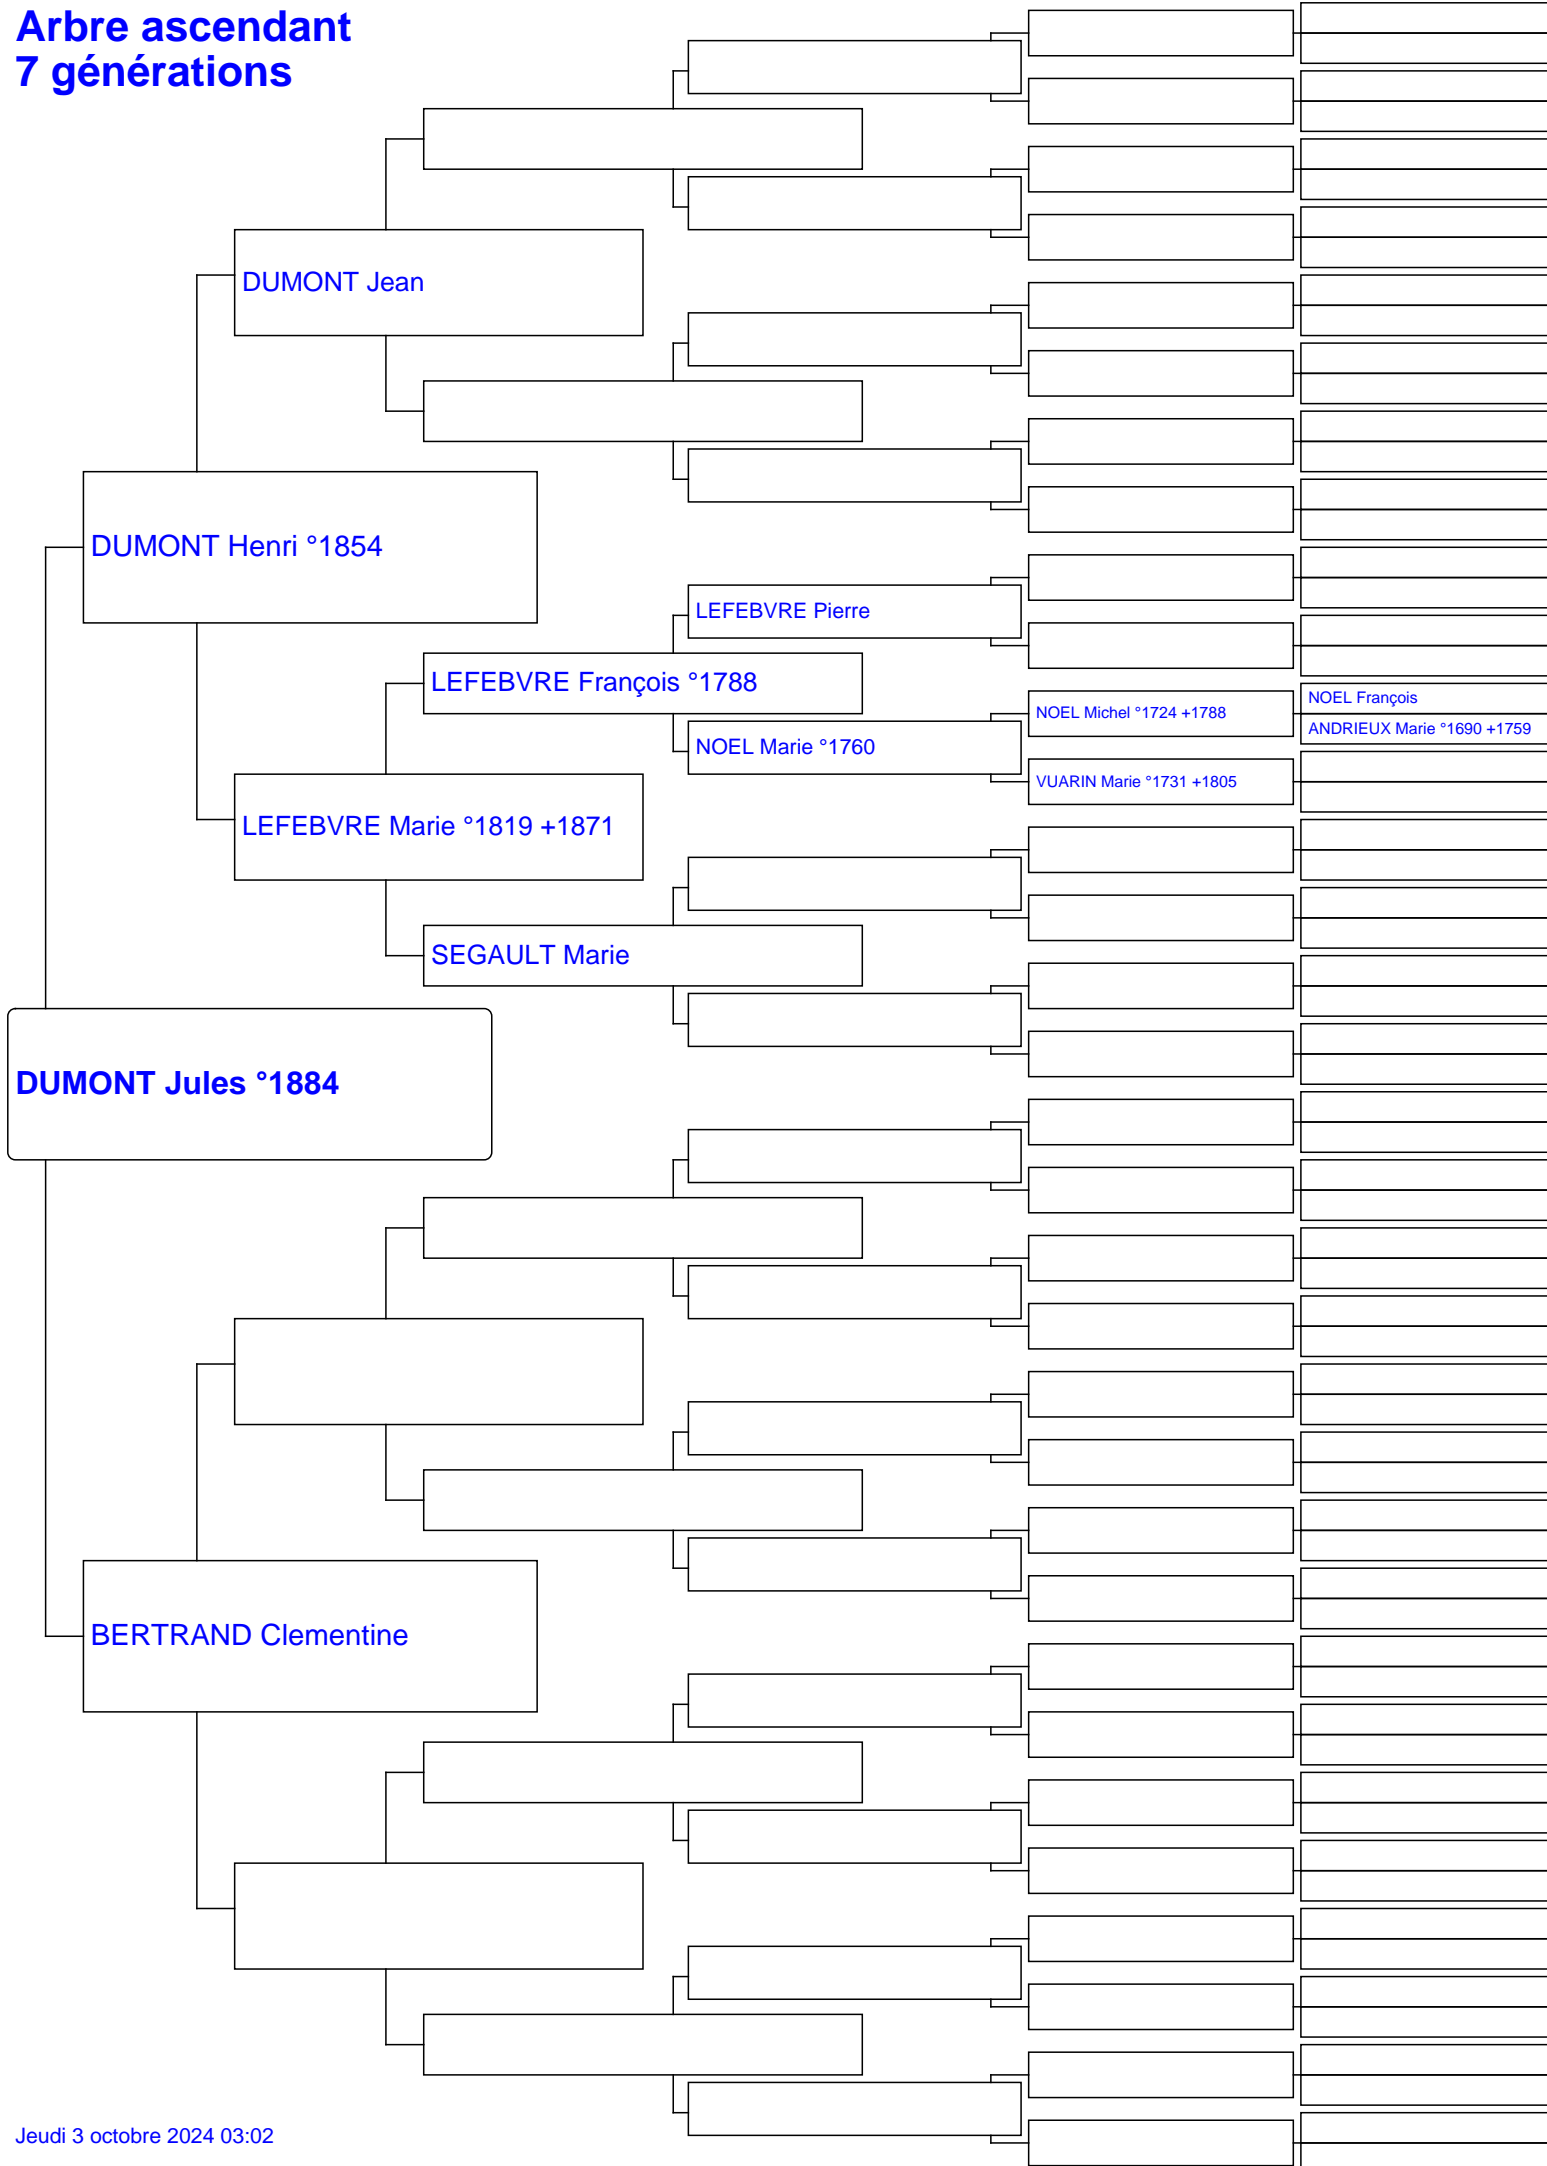 Arbre ascendant
7 générations
DUMONT Jean
DUMONT Henri °1854
LEFEBVRE Pierre
LEFEBVRE François °1788
NOEL François
NOEL Michel °1724 +1788
ANDRIEUX Marie °1690 +1759
NOEL Marie °1760
VUARIN Marie °1731 +1805
LEFEBVRE Marie °1819 +1871
SEGAULT Marie
DUMONT Jules °1884
BERTRAND Clementine
Jeudi 3 octobre 2024 03:02